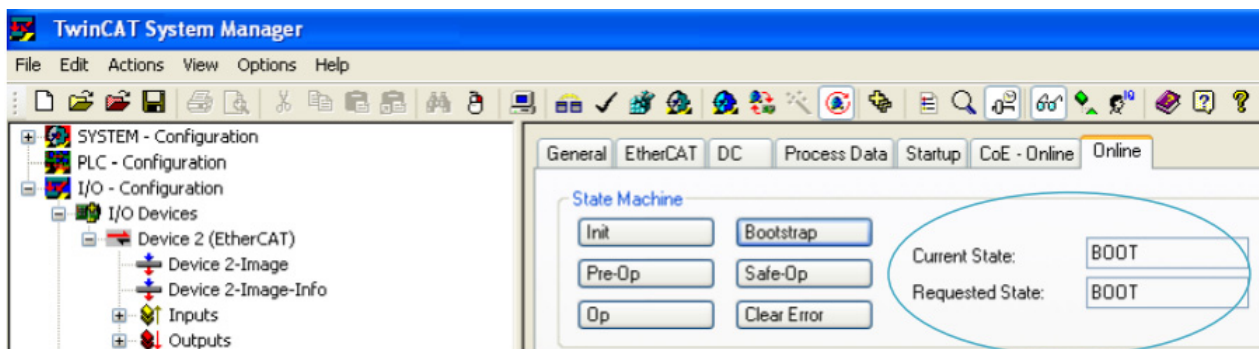 TwinCAT System Manager
File Edit Actions View Options Help
SYSTEM - Configuration
PLC - Configuration
I/O - Configuration
I/O Devices
Device 2 (EtherCAT)
Device 2-Image
Device 2-Image-Info
Inputs
Outputs
General EtherCAT DC Process Data Startup CoE - Online Online
State Machine
Init Bootstrap
Pre-Op Safe-Op
Op Clear Error
Current State: BOOT
Requested State: BOOT